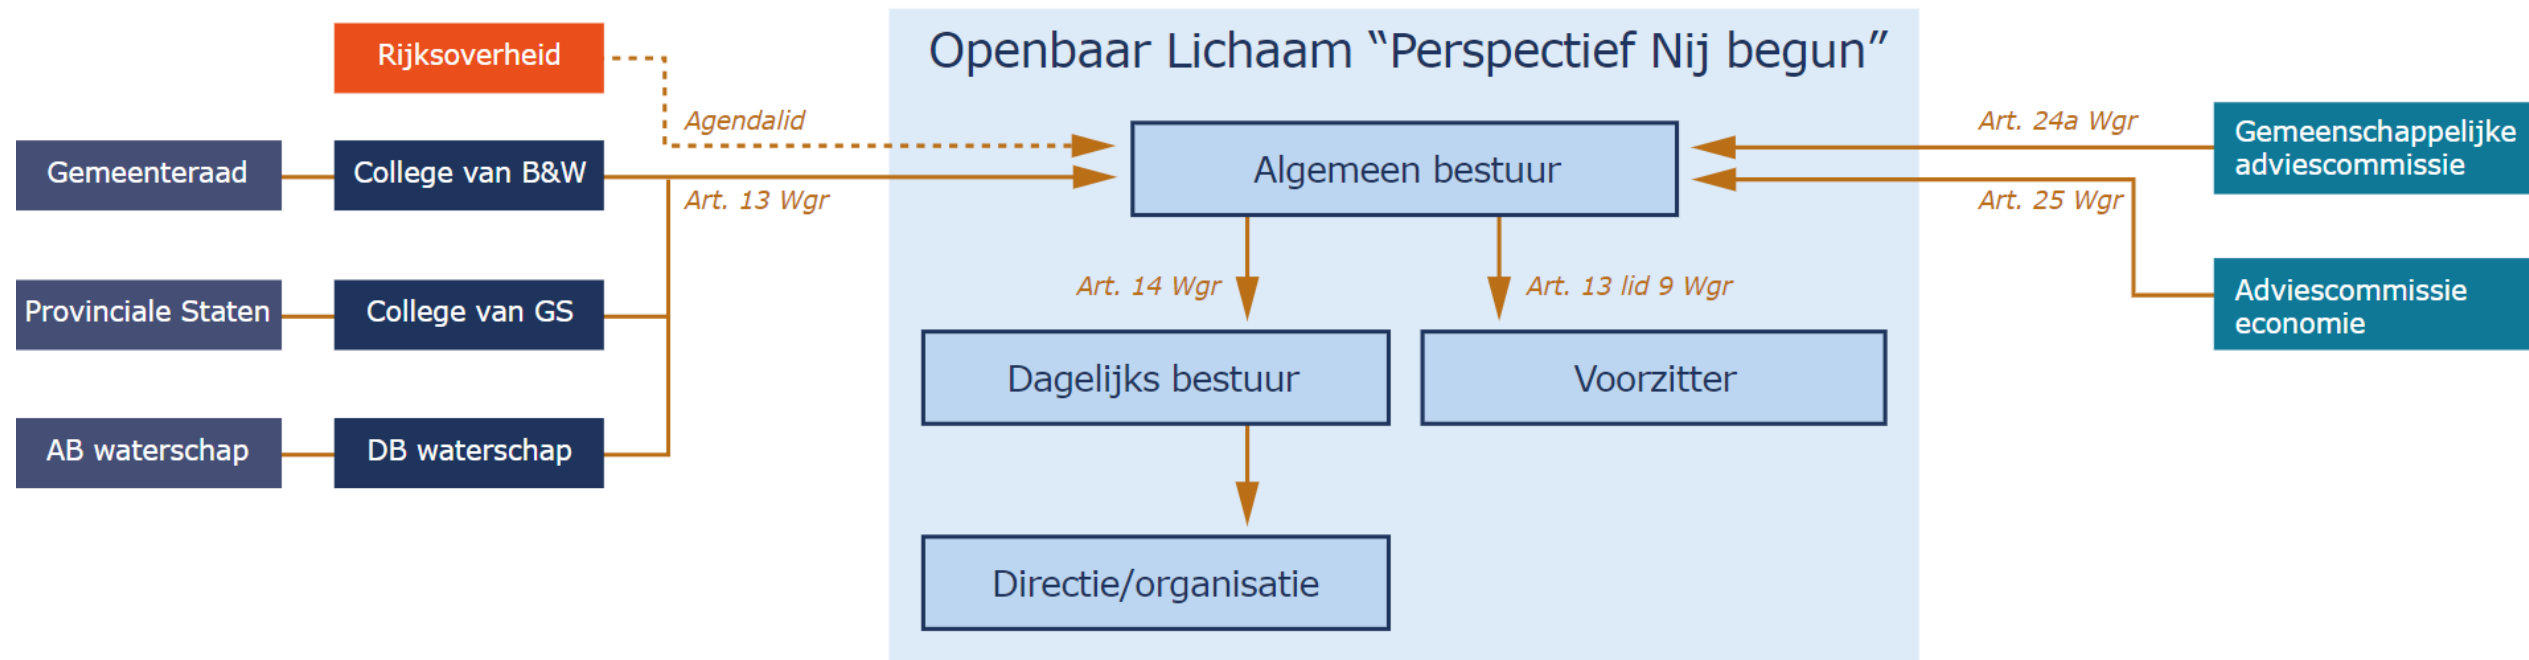 Rijksoverheid
Openbaar Lichaam “Perspectief Nij begun”
Agendalid
Art. 24a Wgr
Gemeenschappelijke
adviescommissie
Gemeenteraad
College van B&W
Algemeen bestuur
Art. 13 Wgr
Art. 25 Wgr
Art. 14 Wgr
Art. 13 lid 9 Wgr
Adviescommissie
economie
Provinciale Staten
College van GS
Dagelijks bestuur
Voorzitter
AB waterschap
DB waterschap
Directie/organisatie